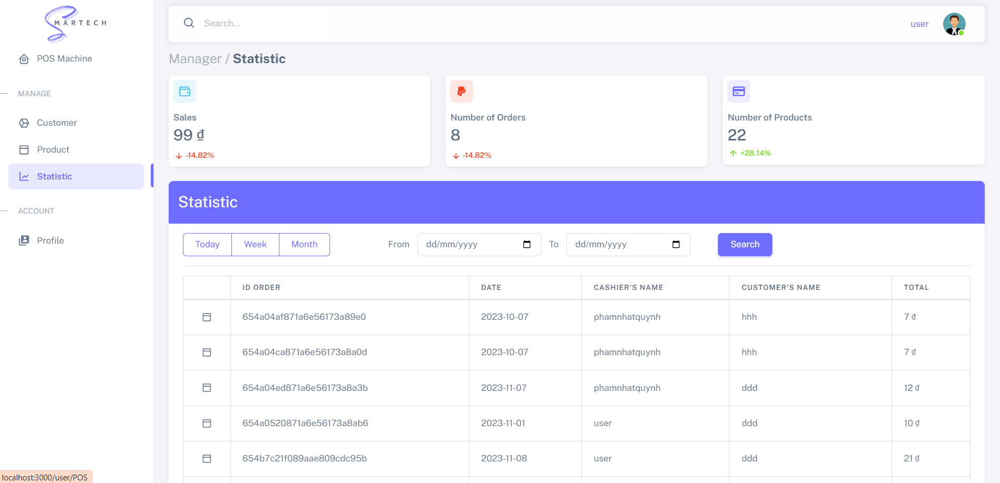 MARTECH
Search...
user
POS Machine
MANAGE
Customer
Product
Statistic
ACCOUNT
Profile
Manager / Statistic
Sales
99 ₫
-14.82%
Number of Orders
8
-14.82%
Number of Products
22
+28.14%
Statistic
Today Week Month From dd/mm/yyyy To dd/mm/yyyy Search
ID ORDER DATE CASHIER'S NAME CUSTOMER'S NAME TOTAL
654a04af871a6e56173a89e0 2023-10-07 phamnhatquynh hhh 7 ₫
654a04ca871a6e56173a8a0d 2023-10-07 phamnhatquynh hhh 7 ₫
654a04ed871a6e56173a8a3b 2023-11-07 phamnhatquynh ddd 12 ₫
654a0520871a6e56173a8ab6 2023-11-01 user ddd 10 ₫
654b7c21f089aae809cdc95b 2023-11-08 user ddd 21 ₫
localhost:3000/user/POS